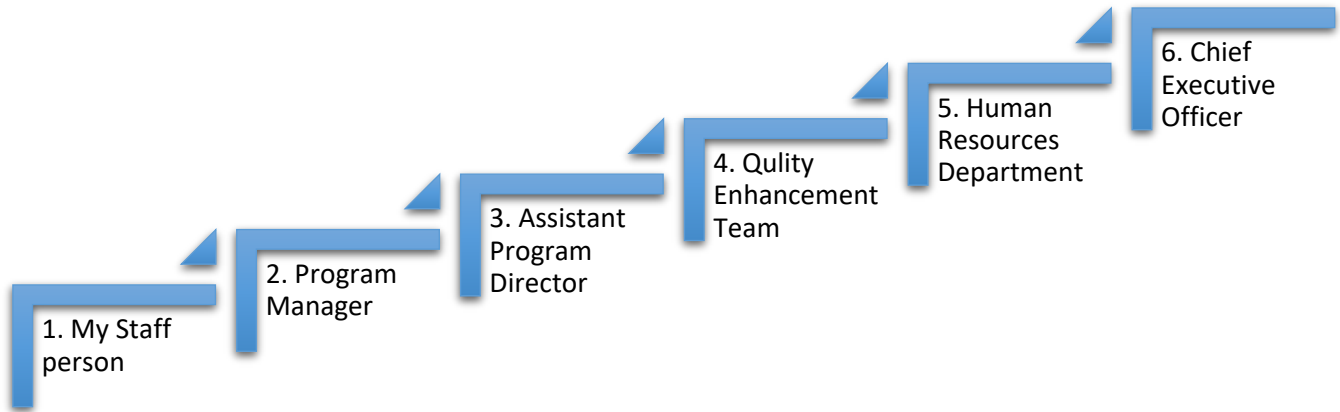 1. My Staff
person
2. Program
Manager
3. Assistant
Program
Director
4. Qulity
Enhancement
Team
5. Human
Resources
Department
6. Chief
Executive
Officer